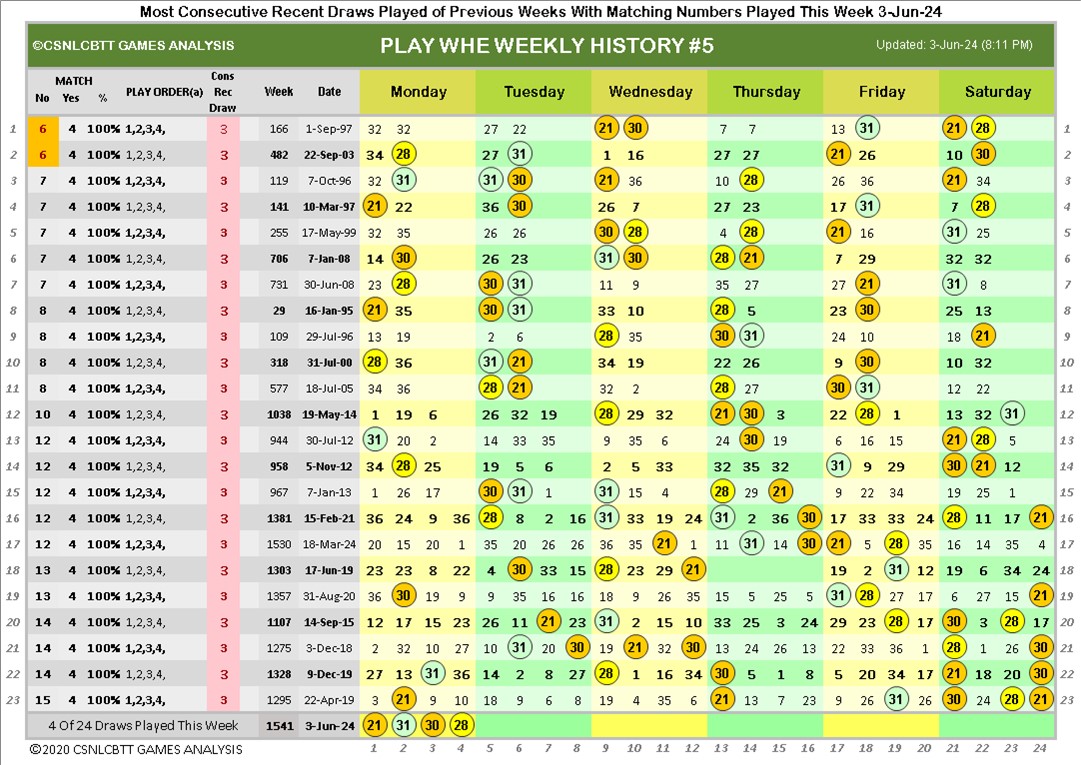 Most Consecutive Recent Draws Played of Previous Weeks With Matching Numbers Played This Week 3-Jun-24
©CSNLCBTT GAMES ANALYSIS PLAY WHE WEEKLY HISTORY #5 Updated: 3-Jun-24 (8:11 PM)
No MATCH Yes % PLAY ORDER(a) Cons Rec Draw Week Date Monday Tuesday Wednesday Thursday Friday Saturday
1 6 4 100% 1,2,3,4, 3 166 1-Sep-97 32 32 27 22 21 30 7 7 13 31 21 28 1
2 6 4 100% 1,2,3,4, 3 482 22-Sep-03 34 28 27 31 1 16 27 27 21 26 10 30 2
3 7 4 100% 1,2,3,4, 3 119 7-Oct-96 32 31 31 30 21 36 10 28 26 36 21 34 3
4 7 4 100% 1,2,3,4, 3 141 10-Mar-97 21 22 36 30 26 7 27 23 17 31 7 28 4
5 7 4 100% 1,2,3,4, 3 255 17-May-99 32 35 26 26 30 28 4 28 21 16 31 25 5
6 7 4 100% 1,2,3,4, 3 706 7-Jan-08 14 30 26 23 31 30 28 21 7 29 32 32 6
7 7 4 100% 1,2,3,4, 3 731 30-Jun-08 23 28 30 31 11 9 35 27 27 21 31 8 7
8 8 4 100% 1,2,3,4, 3 29 16-Jan-95 21 35 30 31 33 10 28 5 23 30 25 13 8
9 8 4 100% 1,2,3,4, 3 109 29-Jul-96 13 19 2 6 28 35 30 31 24 10 18 21 9
10 8 4 100% 1,2,3,4, 3 318 31-Jul-00 28 36 31 21 34 19 22 26 9 30 10 32 10
11 8 4 100% 1,2,3,4, 3 577 18-Jul-05 34 36 28 21 32 2 28 27 30 31 12 22 11
12 10 4 100% 1,2,3,4, 3 1038 19-May-14 1 19 6 26 32 19 28 29 32 21 30 3 22 28 1 13 32 31 12
13 12 4 100% 1,2,3,4, 3 944 30-Jul-12 31 20 2 14 33 35 9 35 6 24 30 19 6 16 15 21 28 5 13
14 12 4 100% 1,2,3,4, 3 958 5-Nov-12 34 28 25 19 5 6 2 5 33 32 35 32 31 9 29 30 21 12 14
15 12 4 100% 1,2,3,4, 3 967 7-Jan-13 1 26 17 30 31 1 31 15 4 28 29 21 9 22 34 19 25 1 15
16 12 4 100% 1,2,3,4, 3 1381 15-Feb-21 36 24 9 36 28 8 2 16 31 33 19 24 31 2 36 30 17 33 33 24 28 11 17 21 16
17 12 4 100% 1,2,3,4, 3 1530 18-Mar-24 20 15 20 1 35 20 26 26 36 35 21 1 11 31 14 30 21 5 28 35 16 14 35 4 17
18 13 4 100% 1,2,3,4, 3 1303 17-Jun-19 23 23 8 22 4 30 33 15 28 23 29 21 19 2 31 12 19 6 34 24 18
19 13 4 100% 1,2,3,4, 3 1357 31-Aug-20 36 30 19 9 9 35 16 16 18 9 26 35 15 5 25 5 31 28 27 17 6 27 15 21 19
20 14 4 100% 1,2,3,4, 3 1107 14-Sep-15 12 17 15 23 26 11 21 23 31 2 15 10 33 25 3 24 29 23 28 17 30 3 28 17 20
21 14 4 100% 1,2,3,4, 3 1275 3-Dec-18 2 32 10 27 10 31 20 30 19 21 32 30 13 24 26 13 22 33 36 1 28 1 26 30 21
22 14 4 100% 1,2,3,4, 3 1328 9-Dec-19 27 13 31 36 14 2 8 27 28 1 16 34 30 5 1 8 5 20 34 17 21 18 20 30 22
23 15 4 100% 1,2,3,4, 3 1295 22-Apr-19 3 21 9 10 18 9 6 8 19 4 35 6 21 13 7 23 9 26 31 26 30 24 28 21 23
4 Of 24 Draws Played This Week 1541 3-Jun-24 21 31 30 28
©2020 CSNLCBTT GAMES ANALYSIS 1 2 3 4 5 6 7 8 9 10 11 12 13 14 15 16 17 18 19 20 21 22 23 24